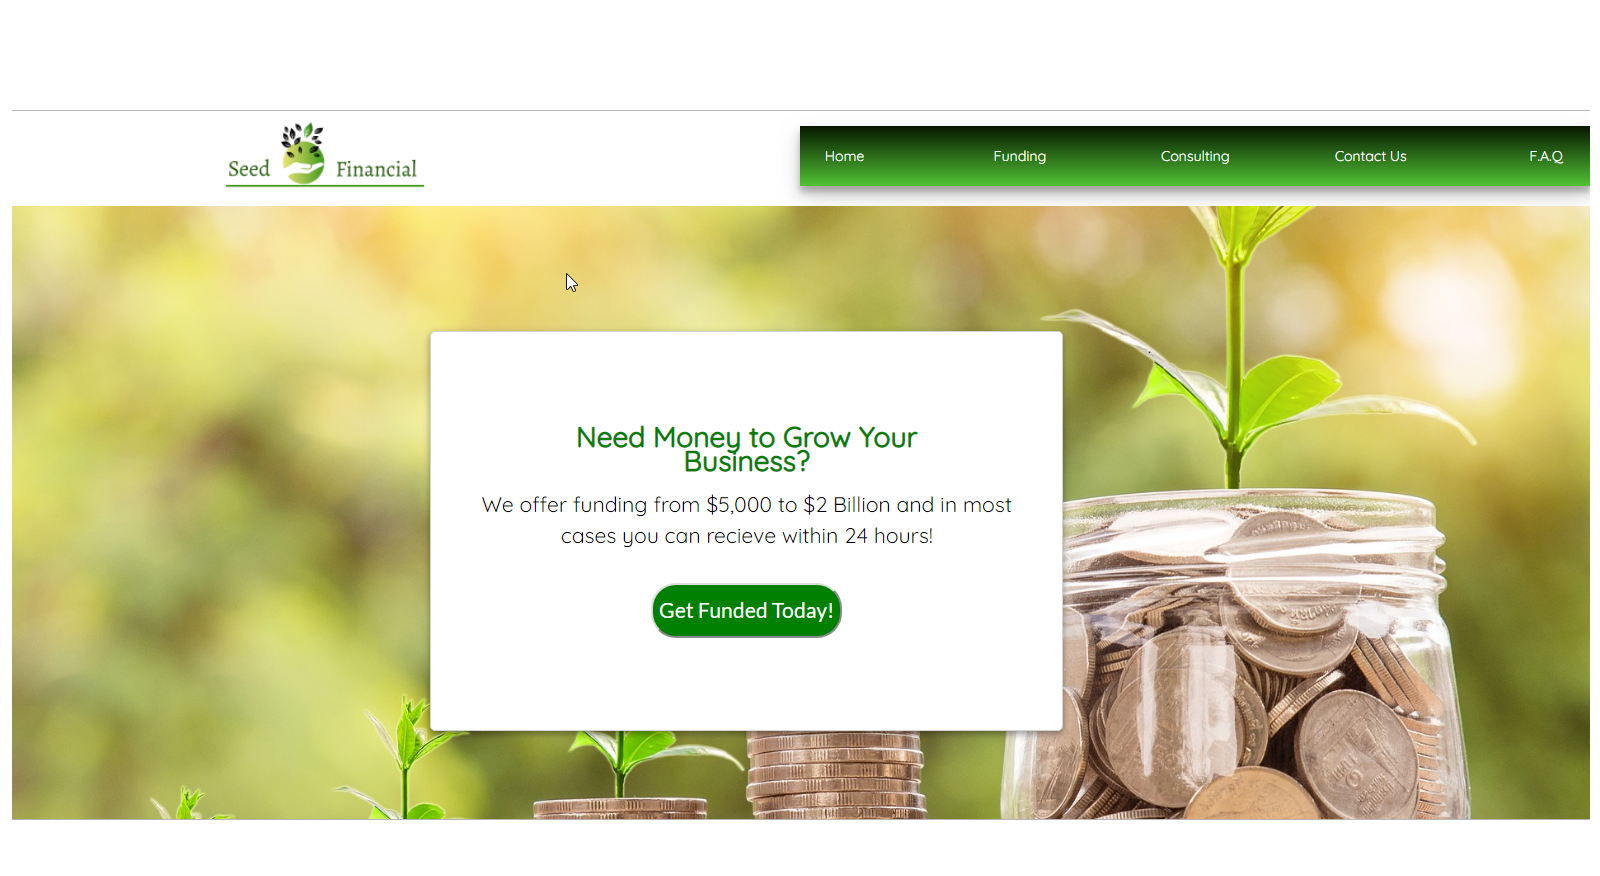 Seed Financial
Home Funding Consulting Contact Us F.A.Q
Need Money to Grow Your
Business?
We offer funding from $5,000 to $2 Billion and in most
cases you can recieve within 24 hours!
Get Funded Today!